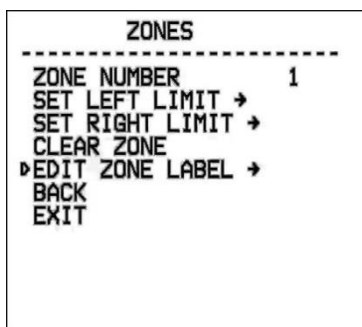 ZONES
ZONE NUMBER 1
SET LEFT LIMIT →
SET RIGHT LIMIT →
CLEAR ZONE
EDIT ZONE LABEL →
BACK
EXIT